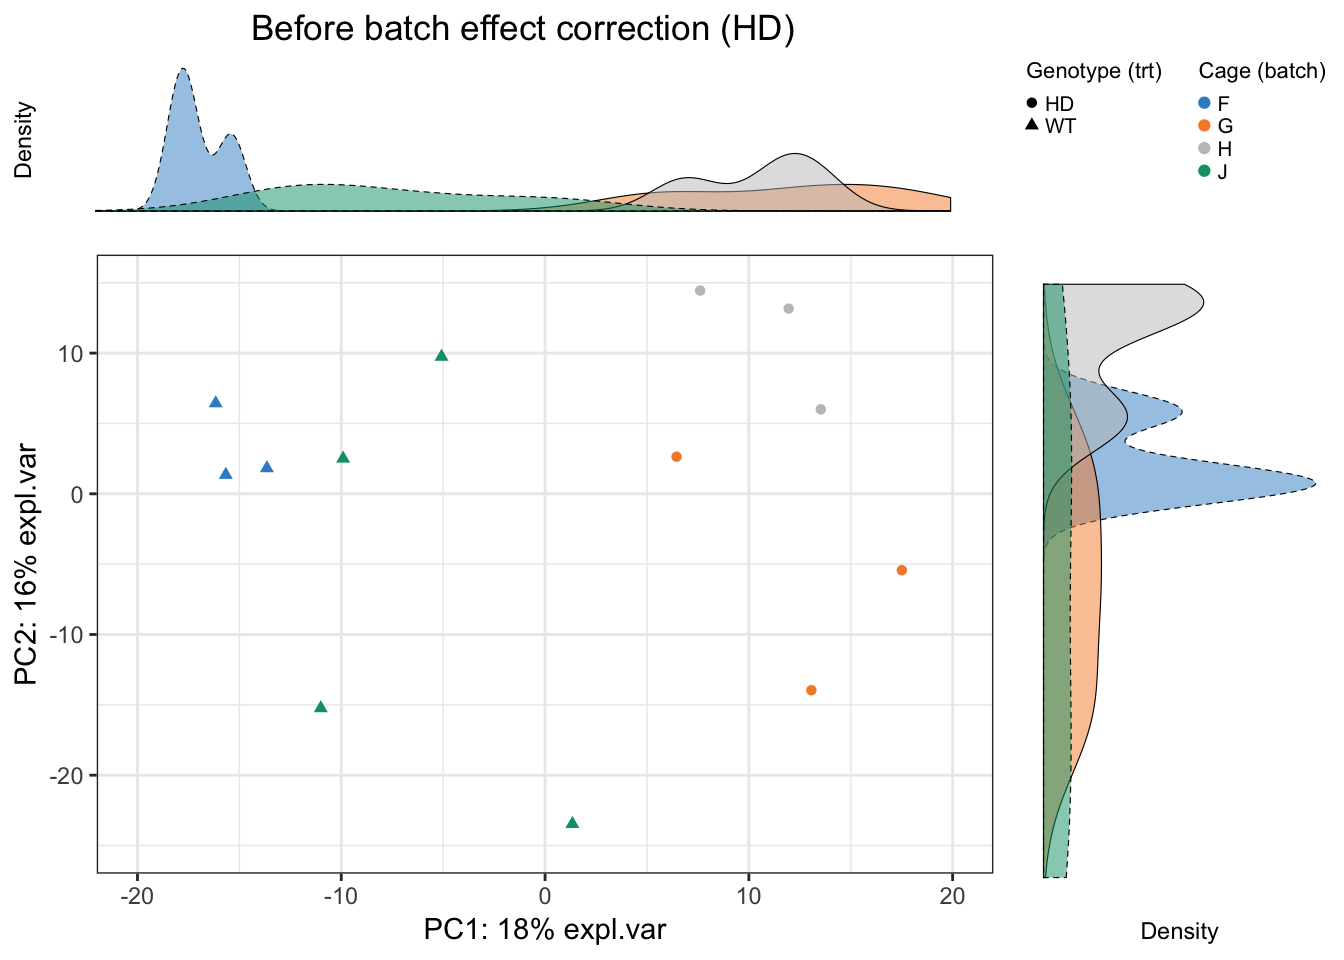 Before batch effect correction (HD)
Density
Genotype (trt)
HD
WT
Cage (batch)
F
G
H
J
PC2: 16% expl.var
10
0
-10
-20
-20
-10
0
10
20
PC1: 18% expl.var
Density